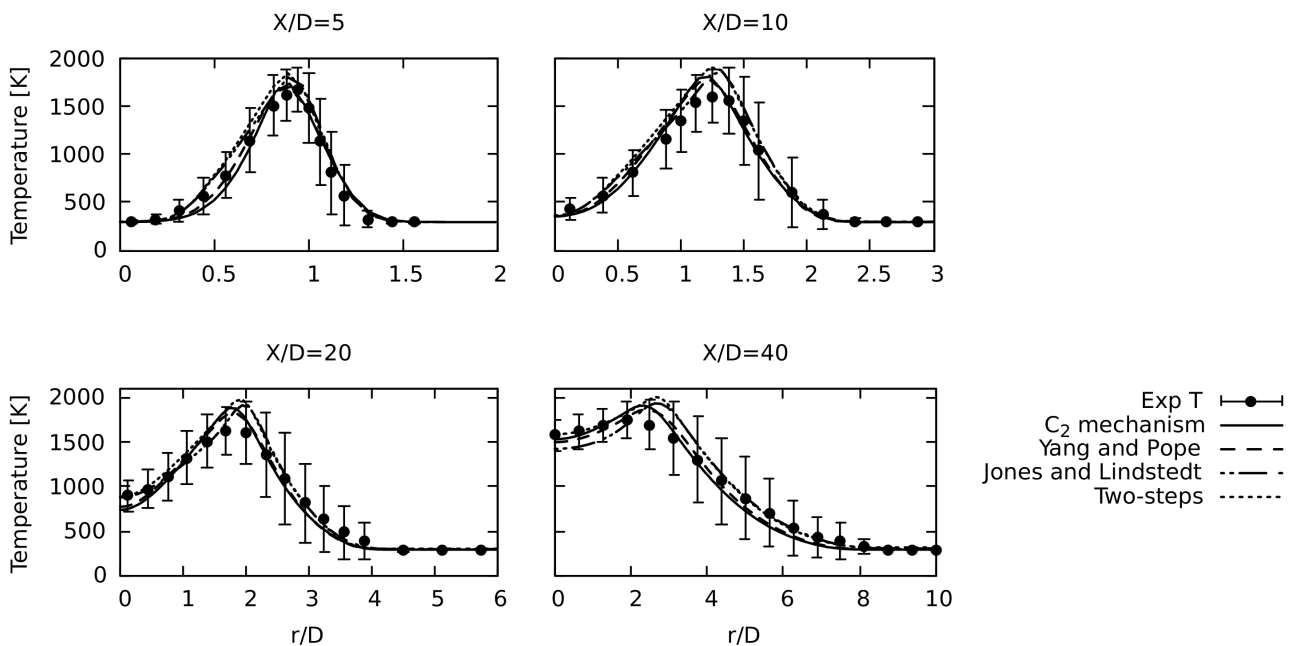 X/D=5
X/D=10
Temperature [K]
2000
1500
1000
500
0
0 0.5 1 1.5 2
0 0.5 1 1.5 2 2.5 3
X/D=20
X/D=40
Temperature [K]
2000
1500
1000
500
0
0 1 2 3 4 5 6
0 2 4 6 8 10
r/D
r/D
Exp T
C2 mechanism
Yang and Pope
Jones and Lindstedt
Two-steps